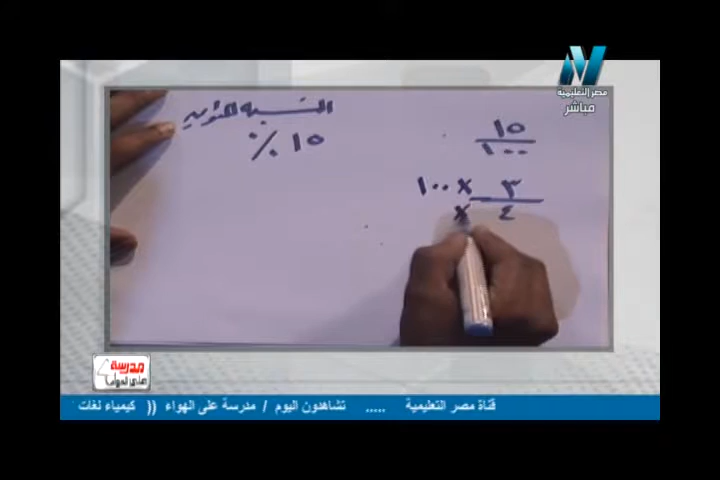 مصر التعليمية
مباشر
النسبة المئوية
١٥ ٪
١٥
١٠٠
٣ × ١٠٠
٤ ×
مدرسة
على الهواء
قناة مصر التعليمية ..... تشاهدون اليوم / مدرسة على الهواء (( كيمياء لغات